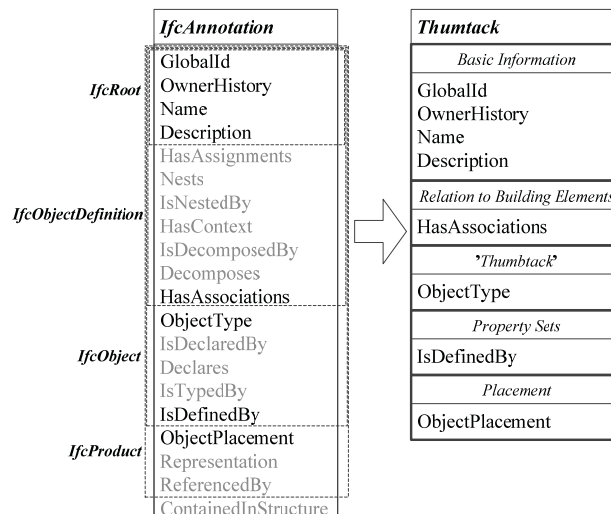 IfcAnnotation
IfcRoot
GlobalId
OwnerHistory
Name
Description
IfcObjectDefinition
HasAssignments
Nests
IsNestedBy
HasContext
IsDecomposedBy
Decomposes
HasAssociations
IfcObject
ObjectType
IsDeclaredBy
Declares
IsTypedBy
IsDefinedBy
IfcProduct
ObjectPlacement
Representation
ReferencedBy
ContainedInStructure
Thumtack
Basic Information
GlobalId
OwnerHistory
Name
Description
Relation to Building Elements
HasAssociations
'Thumbtack'
ObjectType
Property Sets
IsDefinedBy
Placement
ObjectPlacement